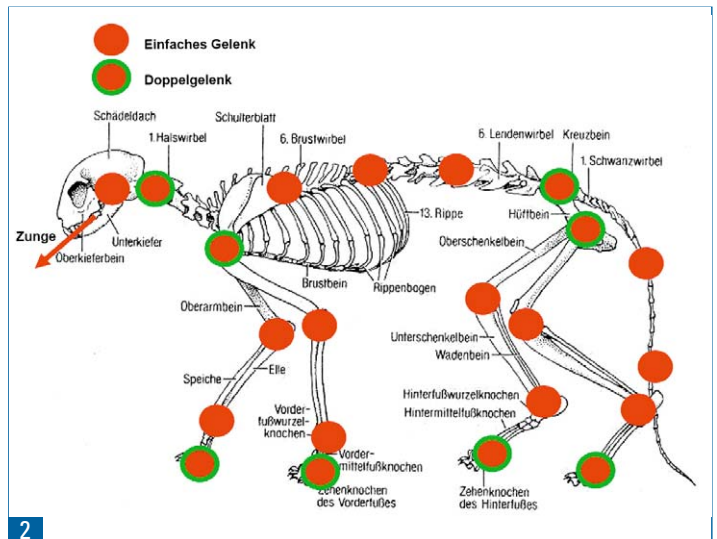 Einfaches Gelenk
Doppelgelenk
Schädeldach
1.Halswirbel
Schulterblatt
6. Brustwirbel
6. Lendenwirbel
Kreuzbein
1. Schwanzwirbel
Zunge
Unterkiefer
Oberkieferbein
13. Rippe
Hüftbein
Oberschenkelbein
Brustbein
Rippenbogen
Oberarmbein
Unterschenkelbein
Wadenbein
Speiche
Elle
Vorder-
fußwurzel-
knochen
Hinterfußwurzelknochen
Hintermittelfußknochen
Vorder-
mittelfußknochen
Zehenknochen
des Vorderfußes
Zehenknochen
des Hinterfußes
2